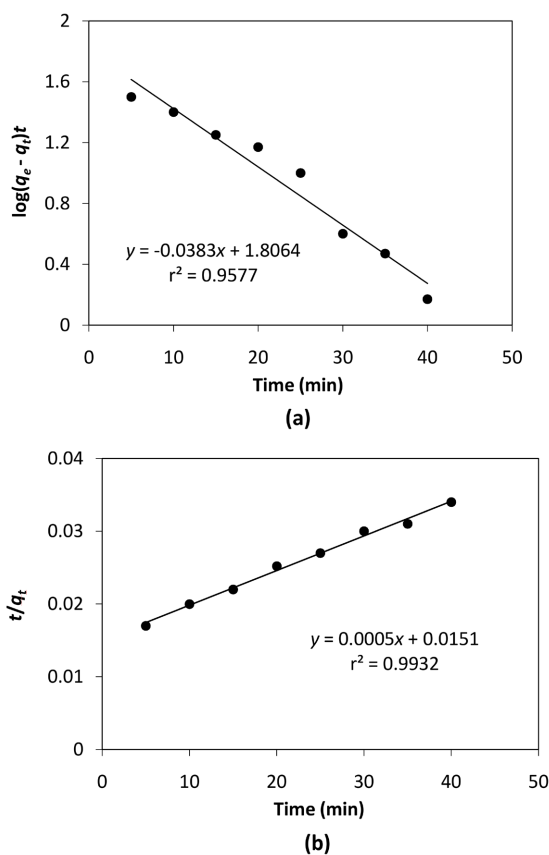 2
1.6
1.2
0.8
0.4
0
log(qe - qt)t
y = -0.0383x + 1.8064
r² = 0.9577
0 10 20 30 40 50
Time (min)
(a)
0.04
0.03
0.02
0.01
0
t/qt
y = 0.0005x + 0.0151
r² = 0.9932
0 10 20 30 40 50
Time (min)
(b)